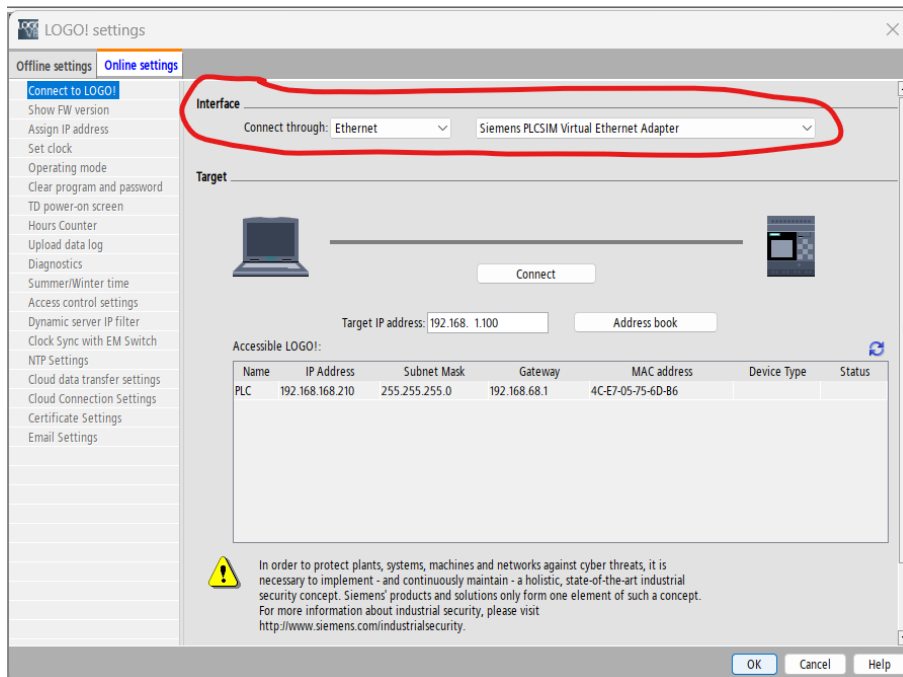 LOGO! settings
Offline settings Online settings
Connect to LOGO!
Show FW version
Assign IP address
Set clock
Operating mode
Clear program and password
TD power-on screen
Hours Counter
Upload data log
Diagnostics
Summer/Winter time
Access control settings
Dynamic server IP filter
Clock Sync with EM Switch
NTP Settings
Cloud data transfer settings
Cloud Connection Settings
Certificate Settings
Email Settings
Interface
Connect through: Ethernet Siemens PLCSIM Virtual Ethernet Adapter
Target
Connect
Target IP address: 192.168. 1.100 Address book
Accessible LOGO!:
Name IP Address Subnet Mask Gateway MAC address Device Type Status
PLC 192.168.168.210 255.255.255.0 192.168.68.1 4C-E7-05-75-6D-B6
In order to protect plants, systems, machines and networks against cyber threats, it is
necessary to implement - and continuously maintain - a holistic, state-of-the-art industrial
security concept. Siemens' products and solutions only form one element of such a concept.
For more information about industrial security, please visit
http://www.siemens.com/industrialsecurity.
OK Cancel Help